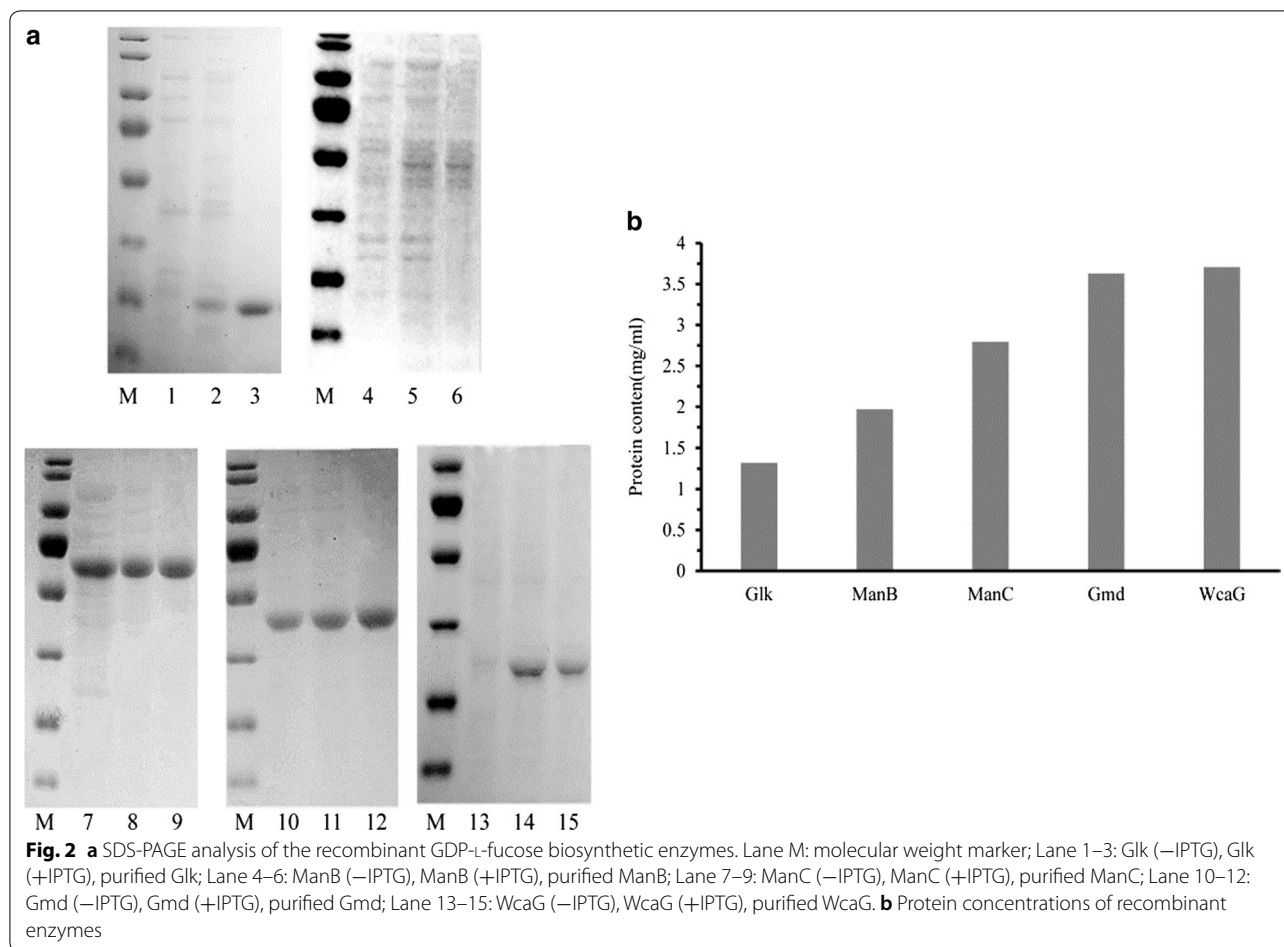 a
M 1 2 3
M 4 5 6
M 7 8 9
M 10 11 12
M 13 14 15
b
Protein conten(mg/ml)
4
3.5
3
2.5
2
1.5
1
0.5
0
Glk ManB ManC Gmd WcaG
Fig. 2 a SDS-PAGE analysis of the recombinant GDP-L-fucose biosynthetic enzymes. Lane M: molecular weight marker; Lane 1–3: Glk (−IPTG), Glk
(+IPTG), purified Glk; Lane 4–6: ManB (−IPTG), ManB (+IPTG), purified ManB; Lane 7–9: ManC (−IPTG), ManC (+IPTG), purified ManC; Lane 10–12:
Gmd (−IPTG), Gmd (+IPTG), purified Gmd; Lane 13–15: WcaG (−IPTG), WcaG (+IPTG), purified WcaG. b Protein concentrations of recombinant
enzymes